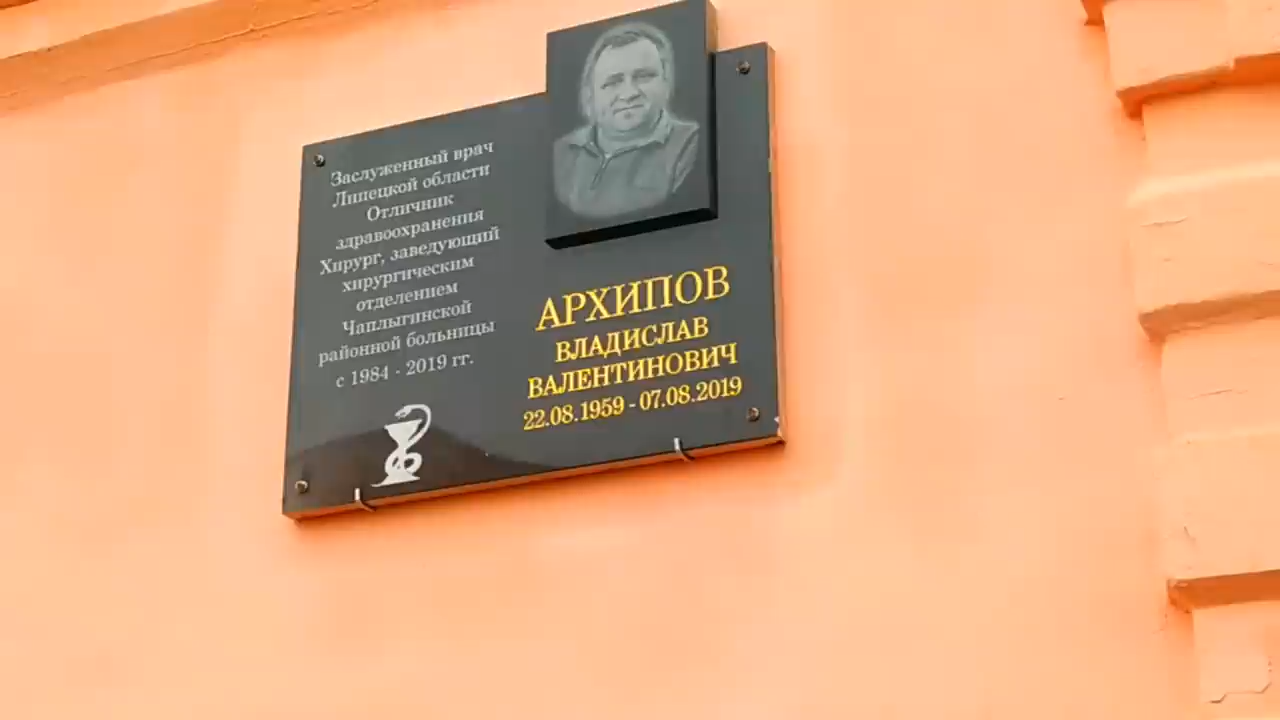 Заслуженный врач
Липецкой области
Отличник
здравоохранения
Хирург, заведующий
хирургическим
отделением
Чаплыгинской
районной больницы
с 1984 - 2019 гг.
АРХИПОВ
ВЛАДИСЛАВ
ВАЛЕНТИНОВИЧ
22.08.1959 - 07.08.2019